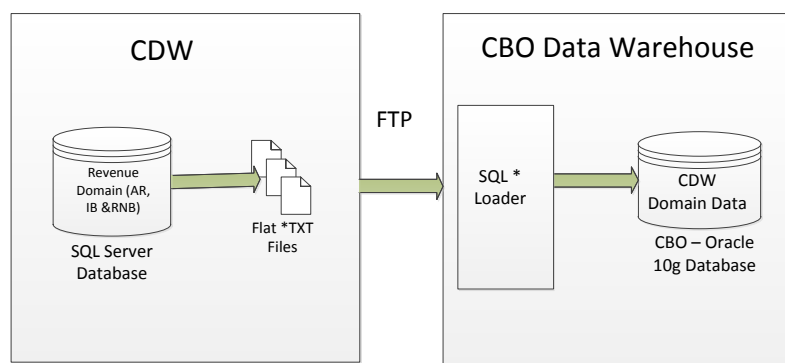 CDW
Revenue
Domain (AR,
IB &RNB)
SQL Server
Database
Flat *TXT
Files
FTP
CBO Data Warehouse
SQL *
Loader
CDW
Domain Data
CBO – Oracle
10g Database